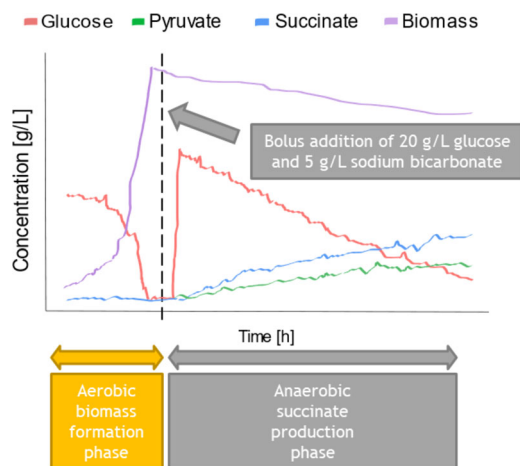 Glucose Pyruvate Succinate Biomass
Concentration [g/L]
Bolus addition of 20 g/L glucose
and 5 g/L sodium bicarbonate
Time [h]
Aerobic
biomass
formation
phase
Anaerobic
succinate
production
phase